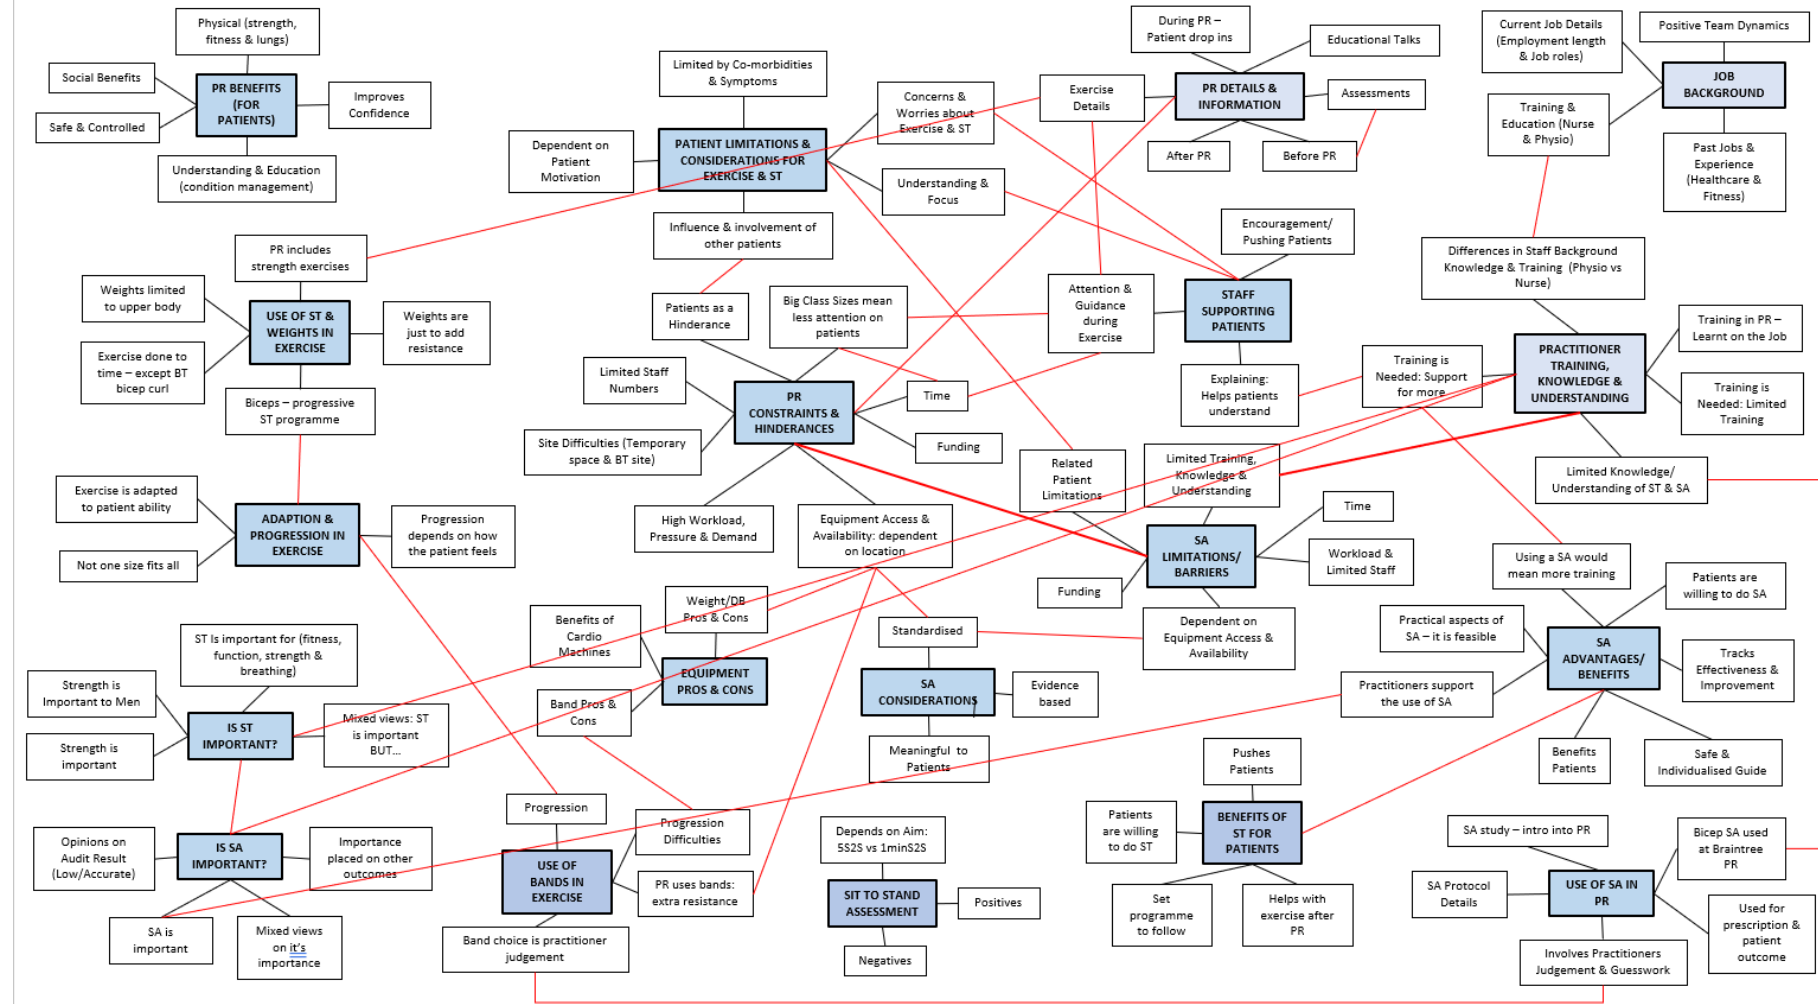 Physical (strength,
fitness & lungs)
Social Benefits
PR BENEFITS
(FOR
PATIENTS)
Improves
Confidence
Safe & Controlled
Understanding & Education
(condition management)
Limited by Co-morbidities
& Symptoms
Concerns &
Worries about
Exercise & ST
Dependent on
Patient
Motivation
PATIENT LIMITATIONS &
CONSIDERATIONS FOR
EXERCISE & ST
Understanding &
Focus
Influence & involvement of
other patients
During PR –
Patient drop ins
Educational Talks
Exercise
Details
PR DETAILS &
INFORMATION
Assessments
After PR
Before PR
Current Job Details
(Employment length
& Job roles)
Positive Team Dynamics
JOB
BACKGROUND
Training &
Education (Nurse
& Physio)
Past Jobs &
Experience
(Healthcare &
Fitness)
PR includes
strength exercises
Weights limited
to upper body
USE OF ST &
WEIGHTS IN
EXERCISE
Weights are
just to add
resistance
Exercise done to
time – except BT
bicep curl
Biceps – progressive
ST programme
Patients as a
Hinderance
Big Class Sizes mean
less attention on
patients
Limited Staff
Numbers
PR
CONSTRAINTS &
HINDERANCES
Time
Site Difficulties (Temporary
space & BT site)
Funding
High Workload,
Pressure & Demand
Equipment Access &
Availability: dependent
on location
Encouragement/
Pushing Patients
Attention &
Guidance
during
Exercise
STAFF
SUPPORTING
PATIENTS
Explaining:
Helps patients
understand
Differences in Staff Background
Knowledge & Training (Physio vs
Nurse)
Training in PR –
Learnt on the Job
Training is
Needed: Support
for more
PRACTITIONER
TRAINING,
KNOWLEDGE &
UNDERSTANDING
Training is
Needed: Limited
Training
Limited Knowledge/
Understanding of ST & SA
Exercise is adapted
to patient ability
ADAPTION &
PROGRESSION IN
EXERCISE
Progression
depends on how
the patient feels
Not one size fits all
Related
Patient
Limitations
Limited Training,
Knowledge &
Understanding
Time
SA
LIMITATIONS/
BARRIERS
Workload &
Limited Staff
Funding
Dependent on
Equipment Access &
Availability
Using a SA would
mean more training
Patients are
willing to do SA
Practical aspects of
SA – it is feasible
SA
ADVANTAGES/
BENEFITS
Tracks
Effectiveness &
Improvement
Practitioners support
the use of SA
Benefits
Patients
Safe &
Individualised Guide
Benefits of
Cardio
Machines
Weight/DB
Pros & Cons
EQUIPMENT
PROS & CONS
Band Pros &
Cons
Standardised
SA
CONSIDERATIONS
Evidence
based
Meaningful to
Patients
ST Is important for (fitness,
function, strength &
breathing)
Strength is
Important to Men
IS ST
IMPORTANT?
Mixed views: ST
is important
BUT...
Strength is
important
Opinions on
Audit Result
(Low/Accurate)
IS SA
IMPORTANT?
Importance
placed on other
outcomes
SA is
important
Mixed views
on it's
importance
Progression
Progression
Difficulties
USE OF
BANDS IN
EXERCISE
PR uses bands:
extra resistance
Band choice is practitioner
judgement
Depends on Aim:
5S2S vs 1minS2S
SIT TO STAND
ASSESSMENT
Positives
Negatives
Pushes
Patients
Patients
are willing
to do ST
BENEFITS OF
ST FOR
PATIENTS
Set
programme
to follow
Helps with
exercise after
PR
SA study – intro into PR
Bicep SA used
at Braintree
PR
SA Protocol
Details
USE OF SA IN
PR
Used for
prescription &
patient
outcome
Involves Practitioners
Judgement & Guesswork